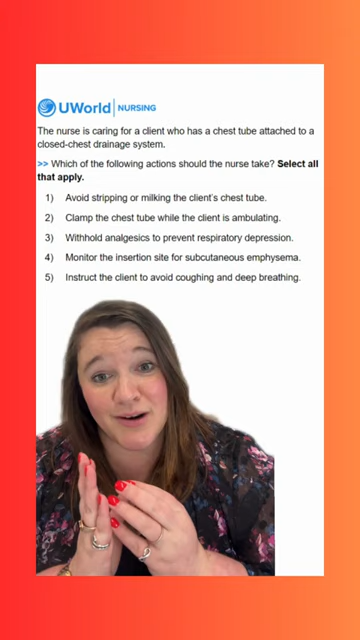 UWorld | NURSING
The nurse is caring for a client who has a chest tube attached to a
closed-chest drainage system.
>> Which of the following actions should the nurse take? Select all
that apply.
1) Avoid stripping or milking the client's chest tube.
2) Clamp the chest tube while the client is ambulating.
3) Withhold analgesics to prevent respiratory depression.
4) Monitor the insertion site for subcutaneous emphysema.
5) Instruct the client to avoid coughing and deep breathing.